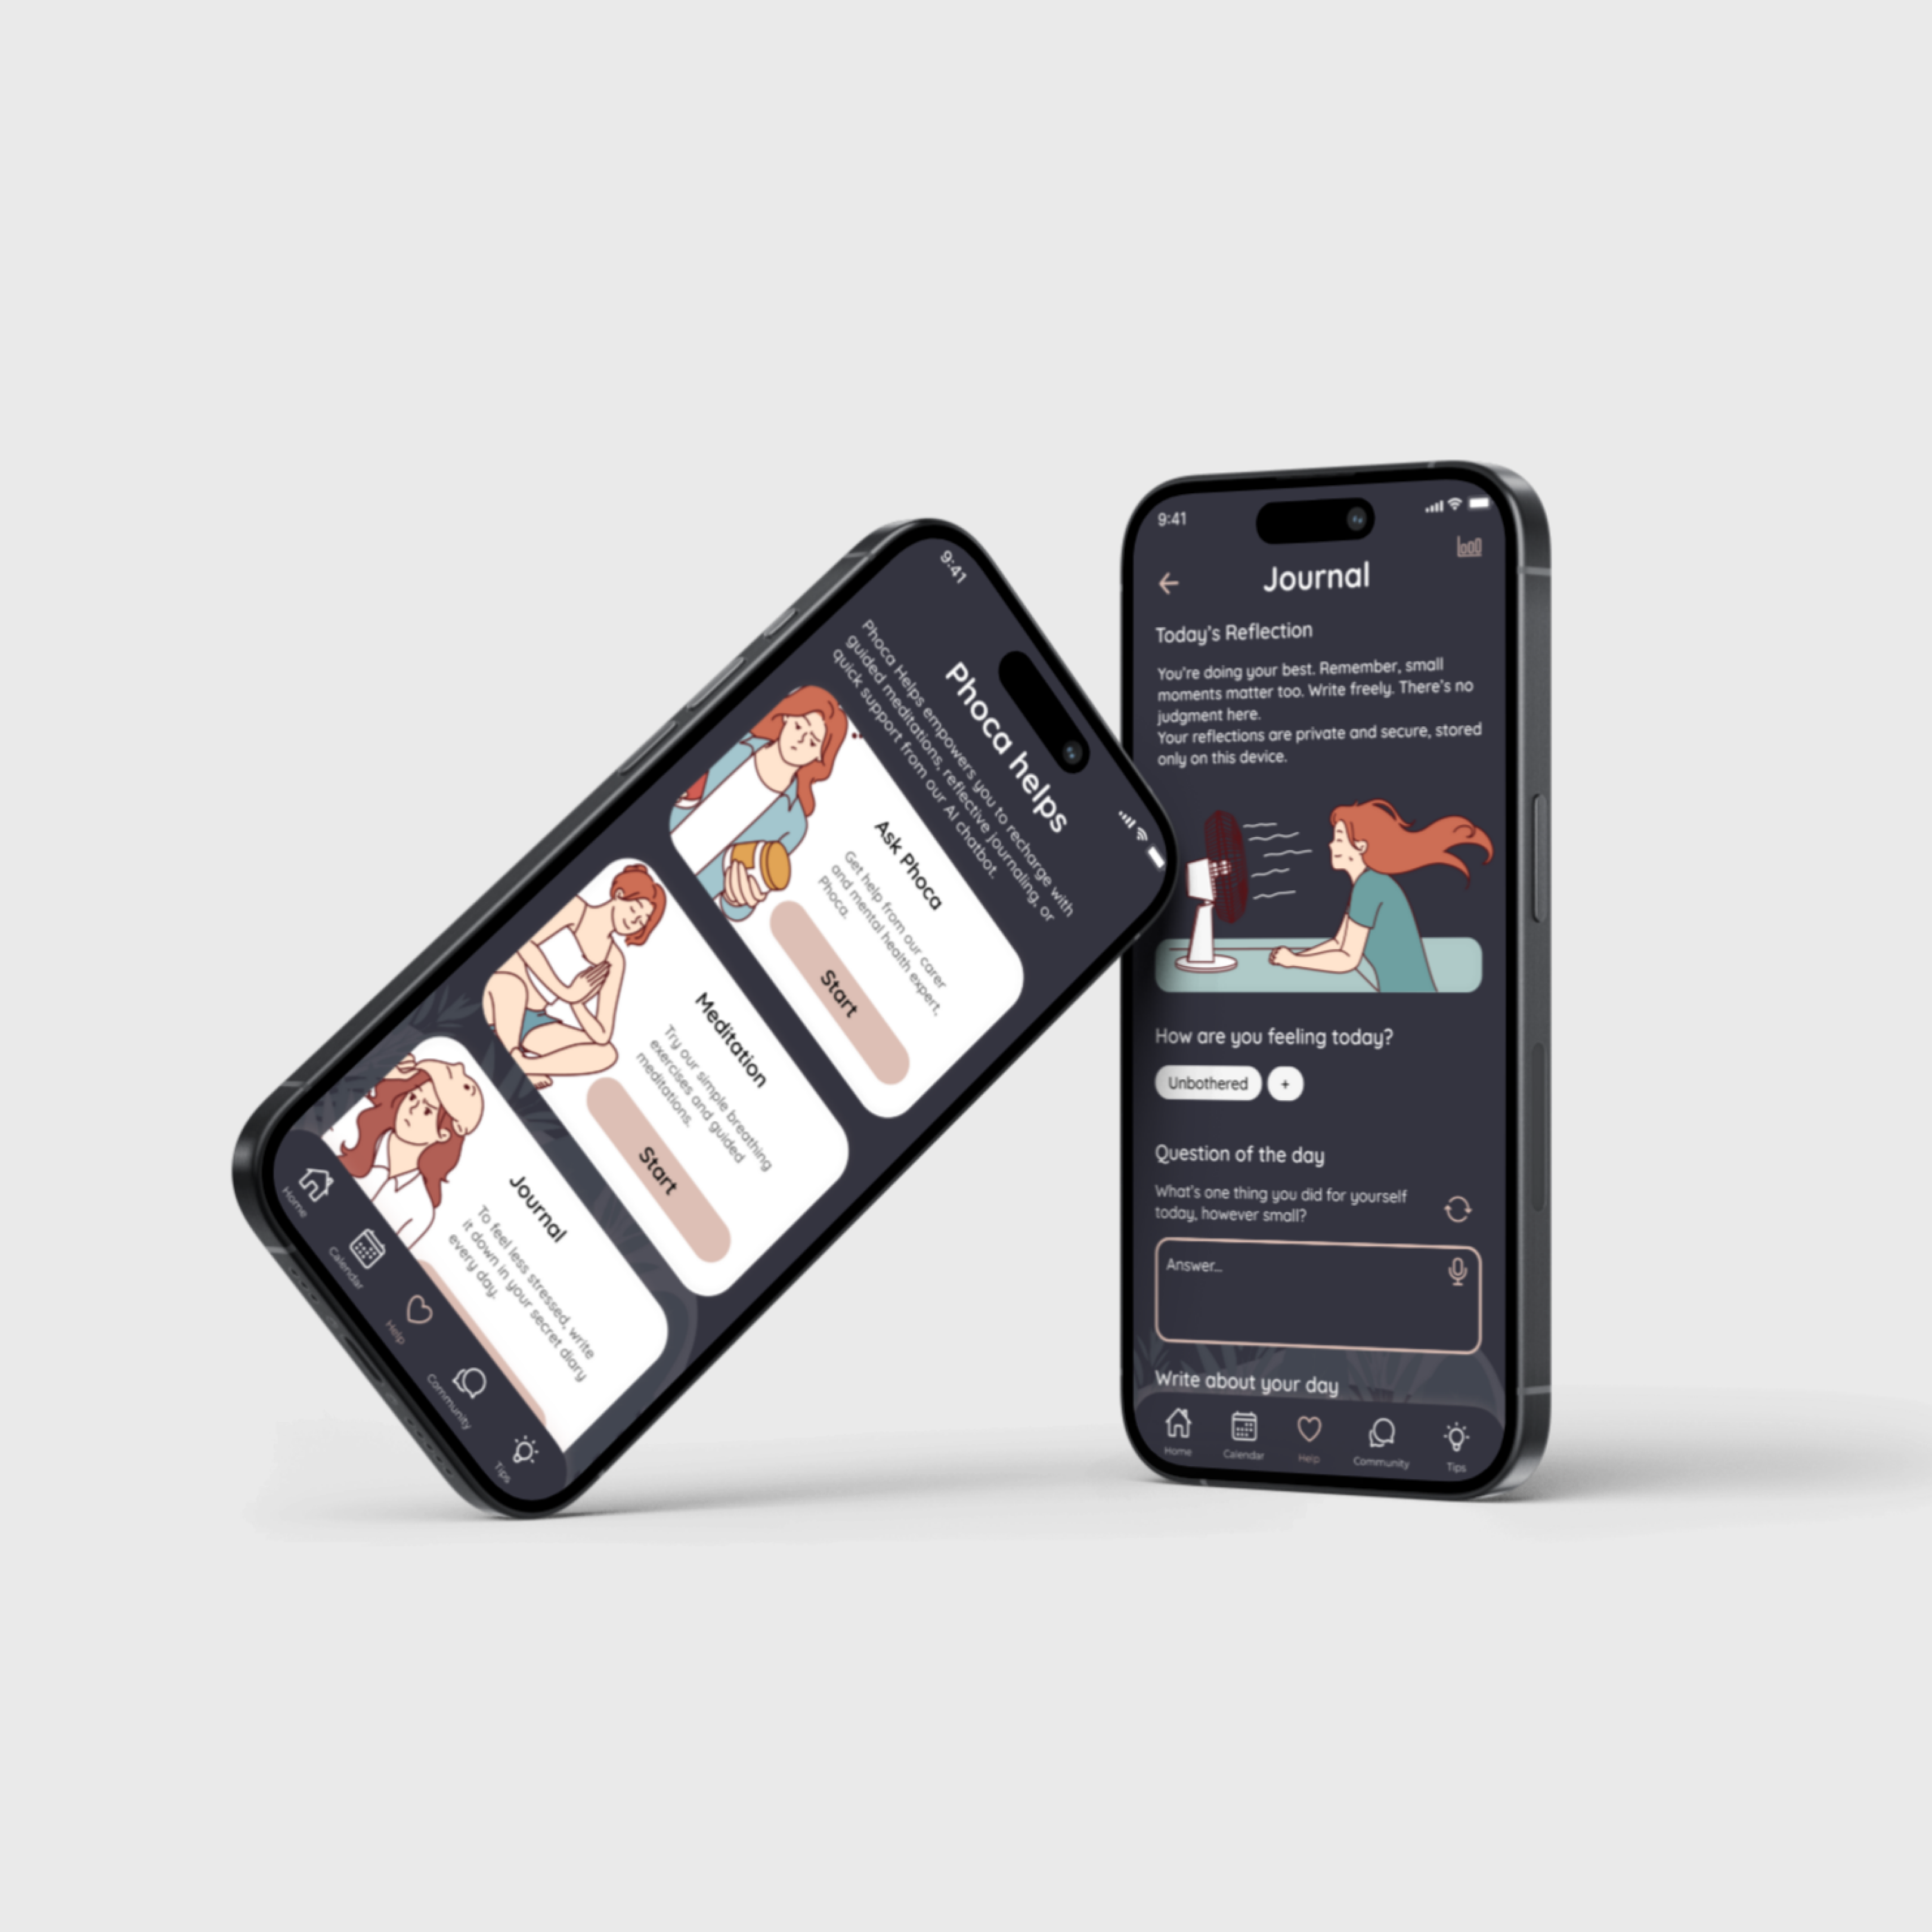 9:41
Phoca helps
Phoca Helps empowers you to recharge with
guided meditations, reflective journaling, or
quick support from our AI chatbot.
Ask Phoca
Get help from our carer
and mental health expert,
Phoca.
Start
Meditation
Try our simple breathing
exercises and guided
meditations.
Start
Journal
To feel less stressed, write
it down in your secret diary
every day.
Home
Calendar
Help
Community
Tips
9:41
Journal
Today's Reflection
You're doing your best. Remember, small
moments matter too. Write freely. There's no
judgment here.
Your reflections are private and secure, stored
only on this device.
How are you feeling today?
Unbothered +
Question of the day
What's one thing you did for yourself
today, however small?
Answer...
Write about your day
Home
Calendar
Help
Community
Tips